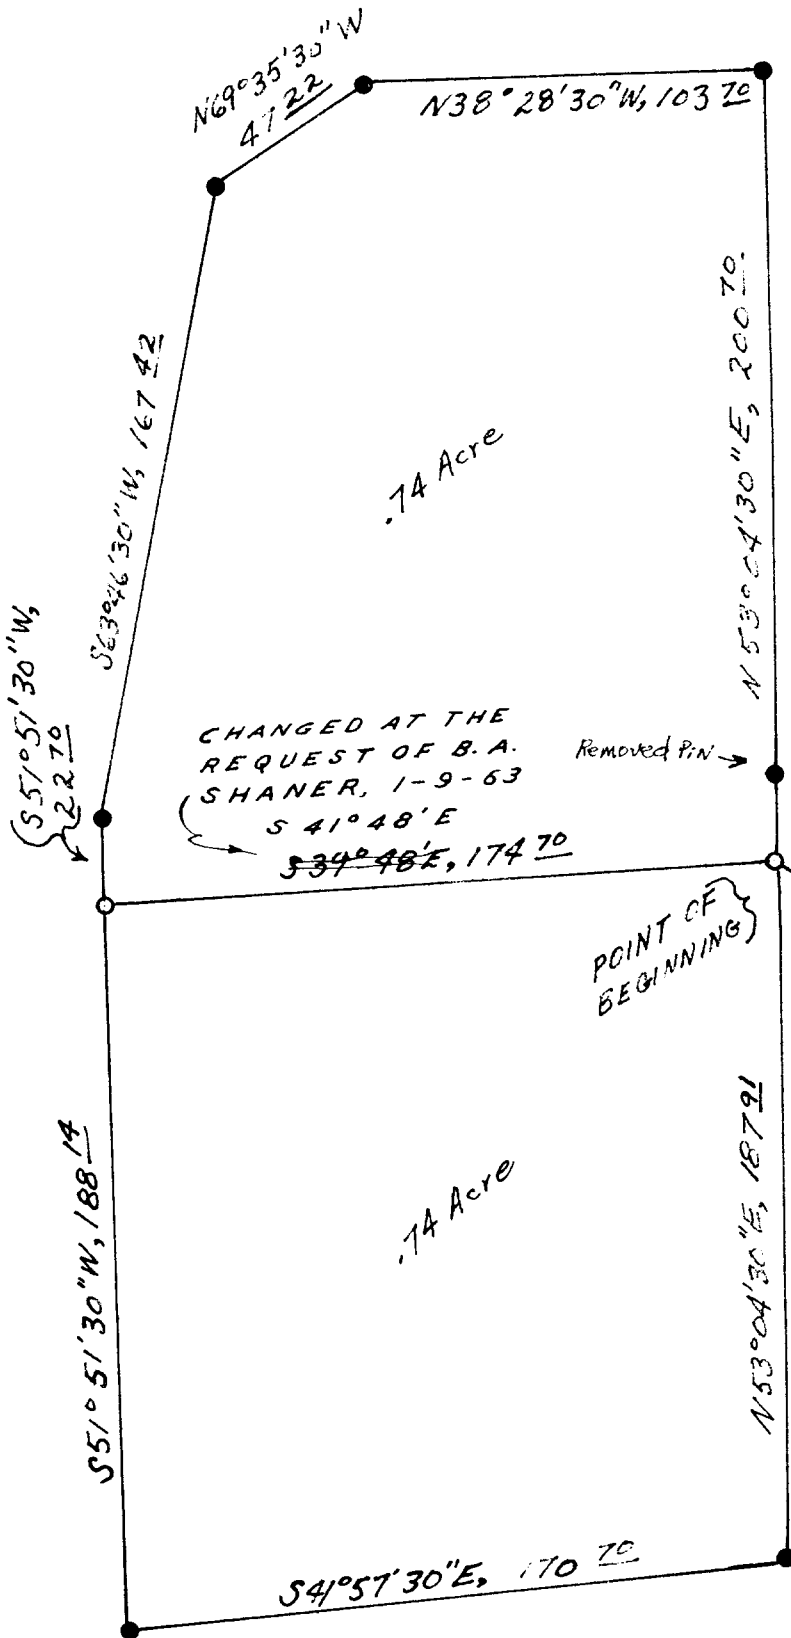 N69°35'30"W
47 22
N38°28'30"W, 103 70
S63°46'30"W, 167 42
N 53°04'30"E, 200 70.
.74 Acre
S51°51'30"W,
22 70
CHANGED AT THE
REQUEST OF B. A.
SHANER, 1-9-63
S 41°48'E
S39°48'E, 174 70
Removed PiN
POINT OF
BEGINNING
S51°51'30"W, 188 14
.74 Acre
N53°04'30"E, 187 91
S41°57'30"E, 170 70